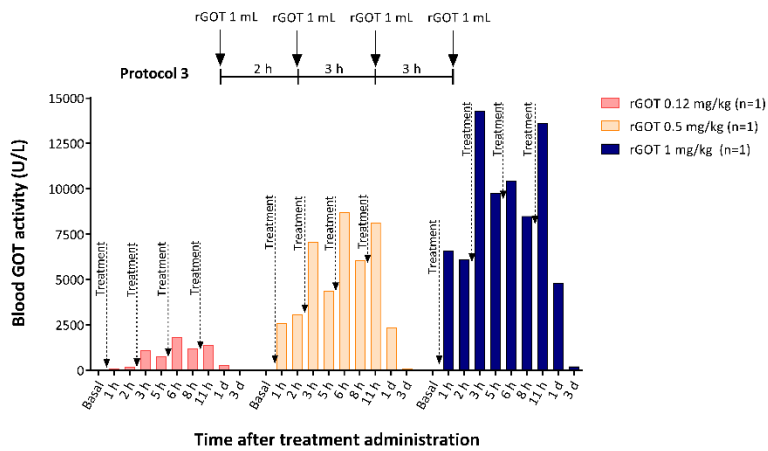 rGOT 1 mL rGOT 1 mL rGOT 1 mL rGOT 1 mL
Protocol 3 2 h 3 h 3 h
rGOT 0.12 mg/kg (n=1)
rGOT 0.5 mg/kg (n=1)
rGOT 1 mg/kg (n=1)
Blood GOT activity (U/L)
15000
12500
10000
7500
5000
2500
0
Treatment Treatment Treatment Treatment
Treatment Treatment Treatment Treatment
Treatment Treatment Treatment Treatment
Basal 1 h 2 h 3 h 5 h 6 h 8 h 11 h 1 d 3 d
Basal 1 h 2 h 3 h 5 h 6 h 8 h 11 h 1 d 3 d
Basal 1 h 2 h 3 h 5 h 6 h 8 h 11 h 1 d 3 d
Time after treatment administration